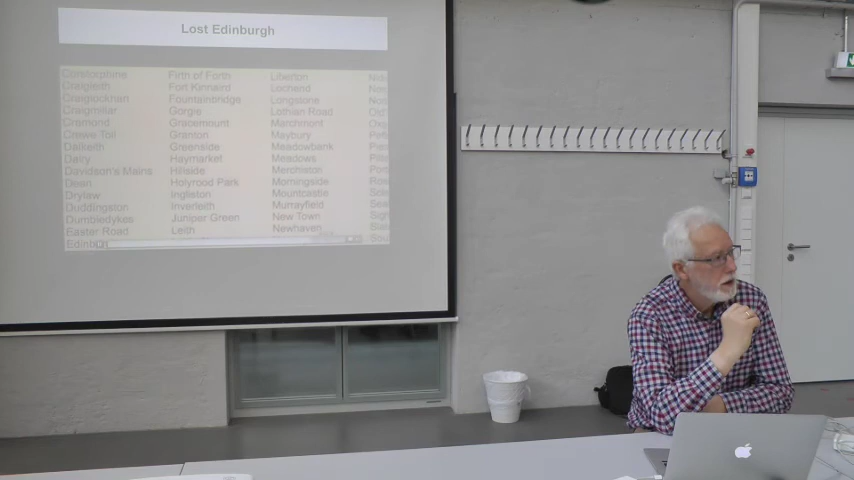 Lost Edinburgh
Corstorphine
Craigleith
Craiglockhart
Craigmillar
Cramond
Crewe Toll
Dalkeith
Dalry
Davidson's Mains
Dean
Drylaw
Duddingston
Dumbiedykes
Easter Road
Firth of Forth
Fort Kinnaird
Fountainbridge
Gorgie
Gracemount
Granton
Greenside
Haymarket
Hillside
Holyrood Park
Ingliston
Inverleith
Juniper Green
Leith
Liberton
Lochend
Longstone
Lothian Road
Marchmont
Maybury
Meadowbank
Meadows
Merchiston
Morningside
Mountcastle
Murrayfield
New Town
Newhaven